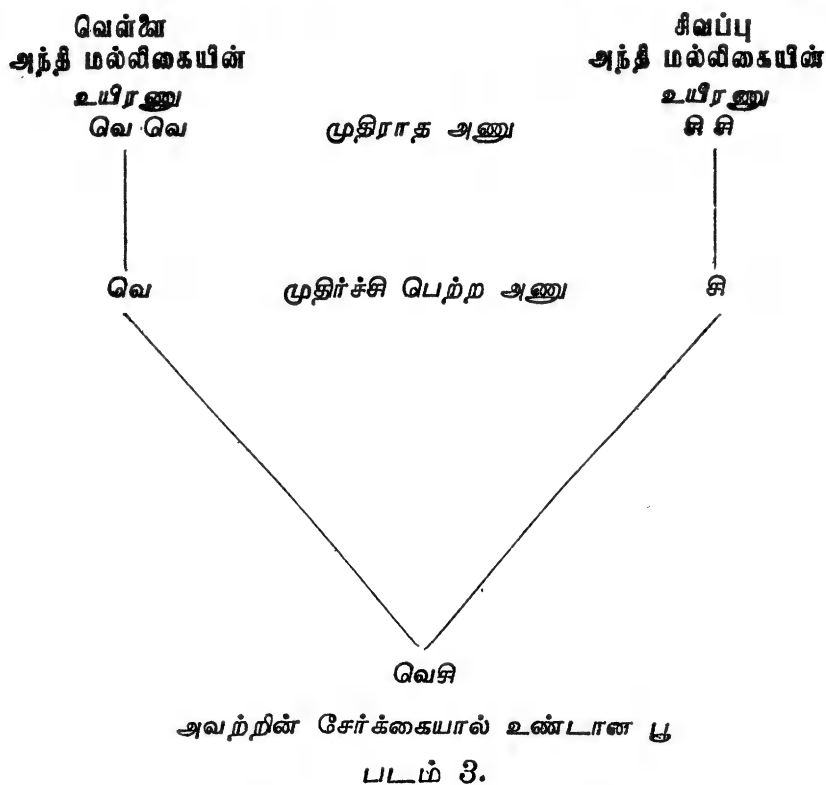 வெள்ளை
அந்தி மல்லிகையின்
உயிரணு
வெ வெ
சிவப்பு
அந்தி மல்லிகையின்
உயிரணு
சி சி
முதிராத அணு
வெ
முதிர்ச்சி பெற்ற அணு
சி
வெசி
அவற்றின் சேர்க்கையால் உண்டான பூ
படம் 3.